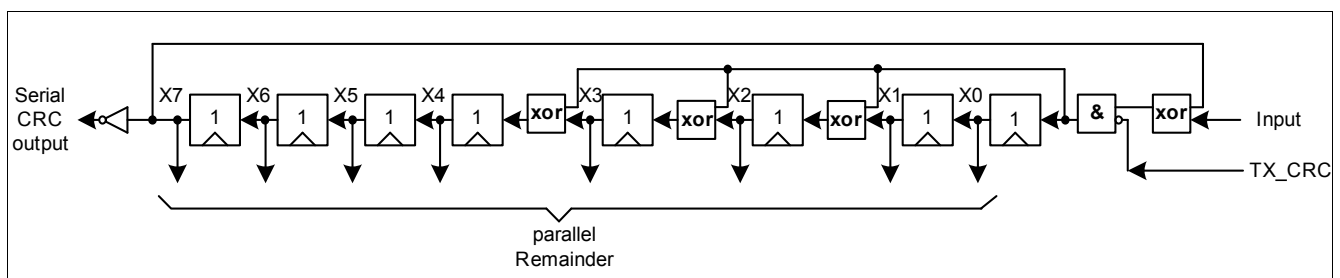 Serial
CRC
output
X7
1
X6
1
X5
1
X4
1
xor
X3
1
xor
X2
1
xor
X1
1
X0
1
&
xor
Input
TX_CRC
parallel
Remainder